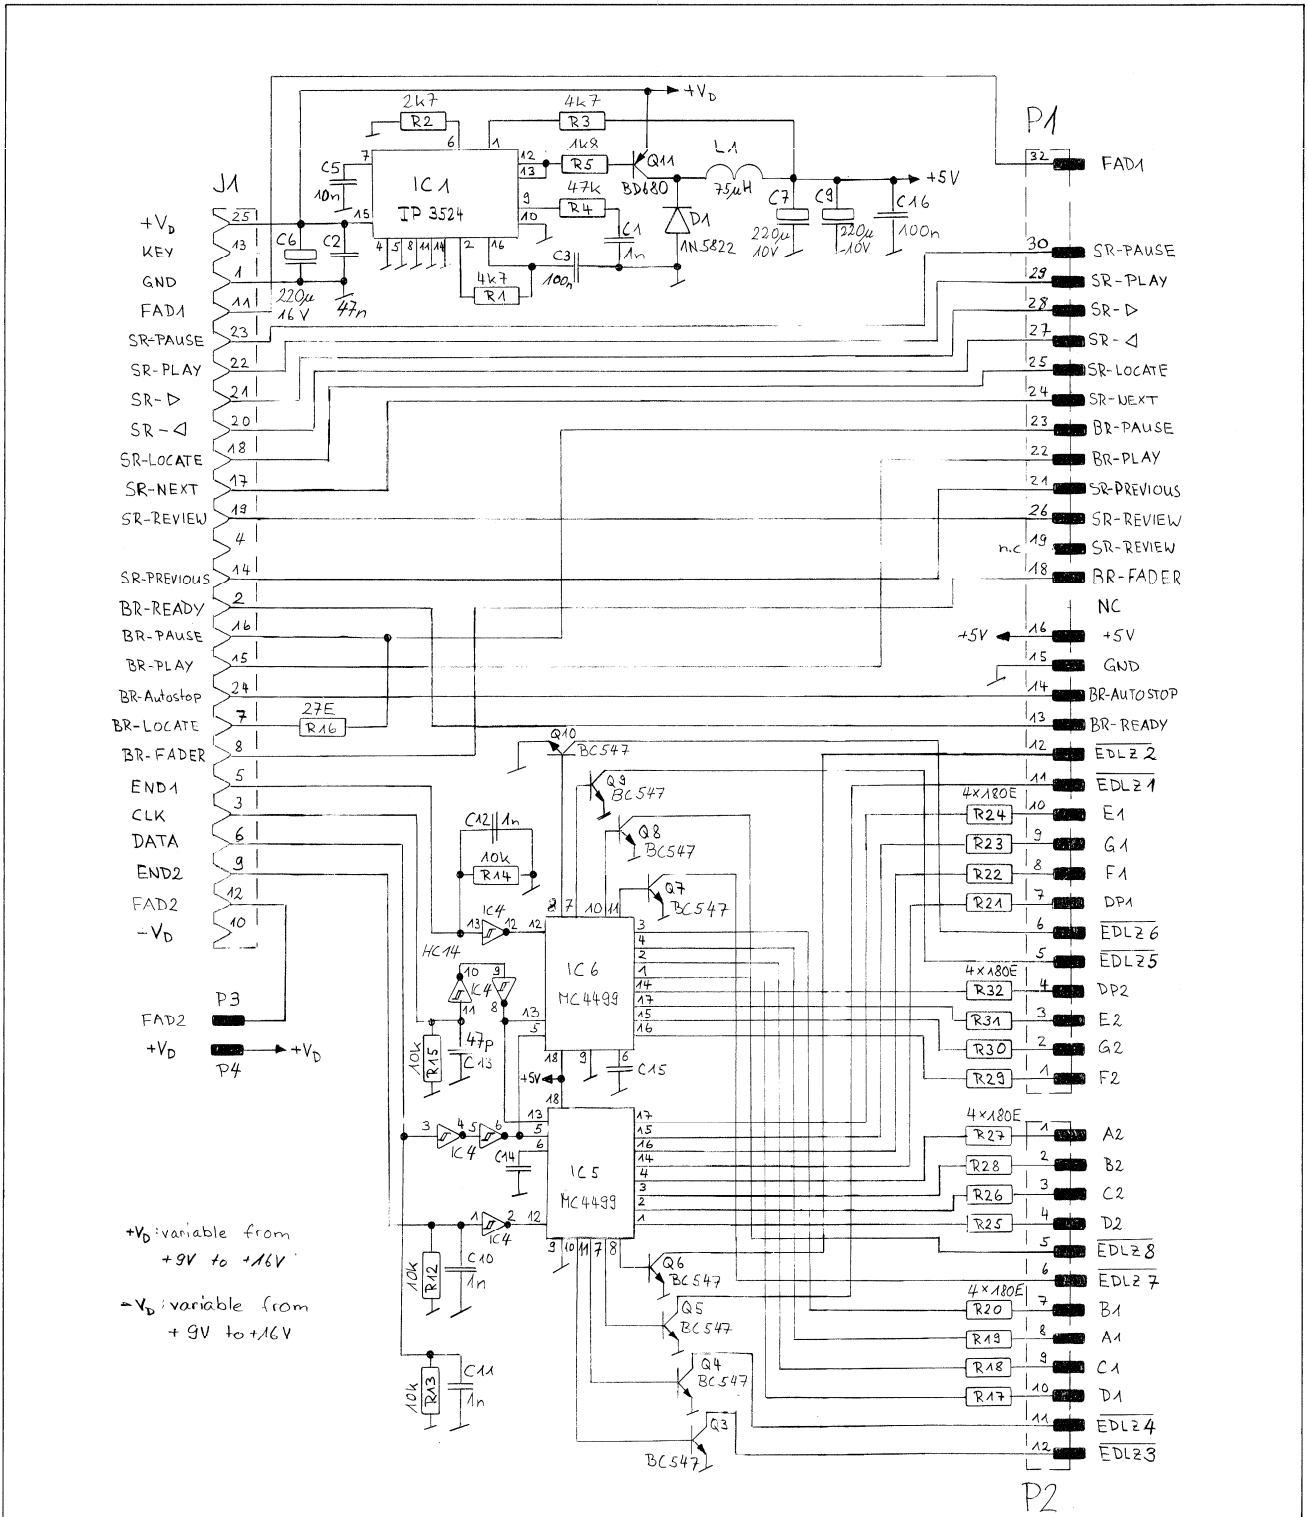 2k7
R2
6
4k7
R3
1
+VD
P1
32 FAD1
C5
10n
7
IC1
IP 3524
12
13
1k8
R5
Q11
BD680
L1
75µH
+5V
9
10
47k
R4
C1
1n
D1
1N5822
C7
220µ
10V
C9
220µ
10V
C16
100n
15
4 5 8 11 14 2 16
4k7
R1
C3
100n
C6
220µ
16V
C2
47n
J1
+VD 25
KEY 13
GND 1
FAD1 11
SR-PAUSE 23
SR-PLAY 22
SR-▷ 21
SR-◁ 20
SR-LOCATE 18
SR-NEXT 17
SR-REVIEW 19
4
SR-PREVIOUS 14
BR-READY 2
BR-PAUSE 16
BR-PLAY 15
BR-Autostop 24
BR-LOCATE 7
27E
R16
BR-FADER 8
END1 5
CLK 3
DATA 6
END2 9
FAD2 12
-VD 10
P3
FAD2
+VD
+VD
P4
30 SR-PAUSE
29 SR-PLAY
28 SR-▷
27 SR-◁
25 SR-LOCATE
24 SR-NEXT
23 BR-PAUSE
22 BR-PLAY
21 SR-PREVIOUS
26 SR-REVIEW
n.c 19 SR-REVIEW
18 BR-FADER
NC
+5V 16 +5V
15 GND
14 BR-AUTOSTOP
13 BR-READY
12 EDLZ2
11 EDLZ1
4×180E
R24 10 E1
R23 9 G1
R22 8 F1
R21 7 DP1
6 EDLZ6
5 EDLZ5
4×180E
R32 4 DP2
R31 3 E2
R30 2 G2
R29 1 F2
4×180E
R27 1 A2
R28 2 B2
R26 3 C2
R25 4 D2
5 EDLZ8
6 EDLZ7
4×180E
R20 7 B1
R19 8 A1
R18 9 C1
R17 10 D1
11 EDLZ4
12 EDLZ3
P2
Q10
BC547
Q9
BC547
Q8
BC547
Q7
BC547
C12 1n
10k
R14
HC14
13 IC4 12
10 IC4 9
11 8
10k
R15
47p
C13
8 7 10 11
12
IC6
MC4499
13
5
3
4
2
1
14
17
15
16
18 9 6
C15
+5V
18
3 4 5 6
IC4
C14
13
5
6
IC5
MC4499
12
17
15
16
14
4
3
2
1
9 10 11 7 8
1 2
IC4
10k
R12
C10
1n
10k
R13
C11
1n
Q6
BC547
Q5
BC547
Q4
BC547
Q3
BC547
+VD: variable from
+9V to +16V
-VD: variable from
+9V to +16V